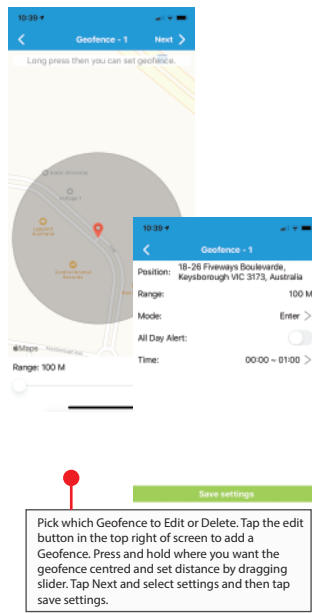 10:39
Geofence - 1
Next
Long press then you can set geofence.
Maps
Range: 100 M
10:39
Geofence - 1
Position: 18-26 Fiveways Boulevarde,
Keysborough VIC 3173, Australia
Range: 100 M
Mode: Enter
All Day Alert:
Time: 00:00 ~ 01:00
Save settings
Pick which Geofence to Edit or Delete. Tap the edit
button in the top right of screen to add a
Geofence. Press and hold where you want the
geofence centred and set distance by dragging
slider. Tap Next and select settings and then tap
save settings.